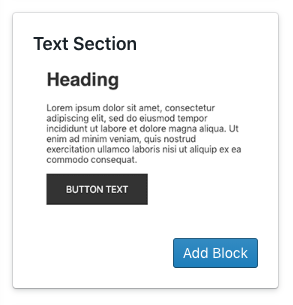 Text Section
Heading
Lorem ipsum dolor sit amet, consectetur
adipiscing elit, sed do eiusmod tempor
incididunt ut labore et dolore magna aliqua. Ut
enim ad minim veniam, quis nostrud
exercitation ullamco laboris nisi ut aliquip ex ea
commodo consequat.
BUTTON TEXT
Add Block